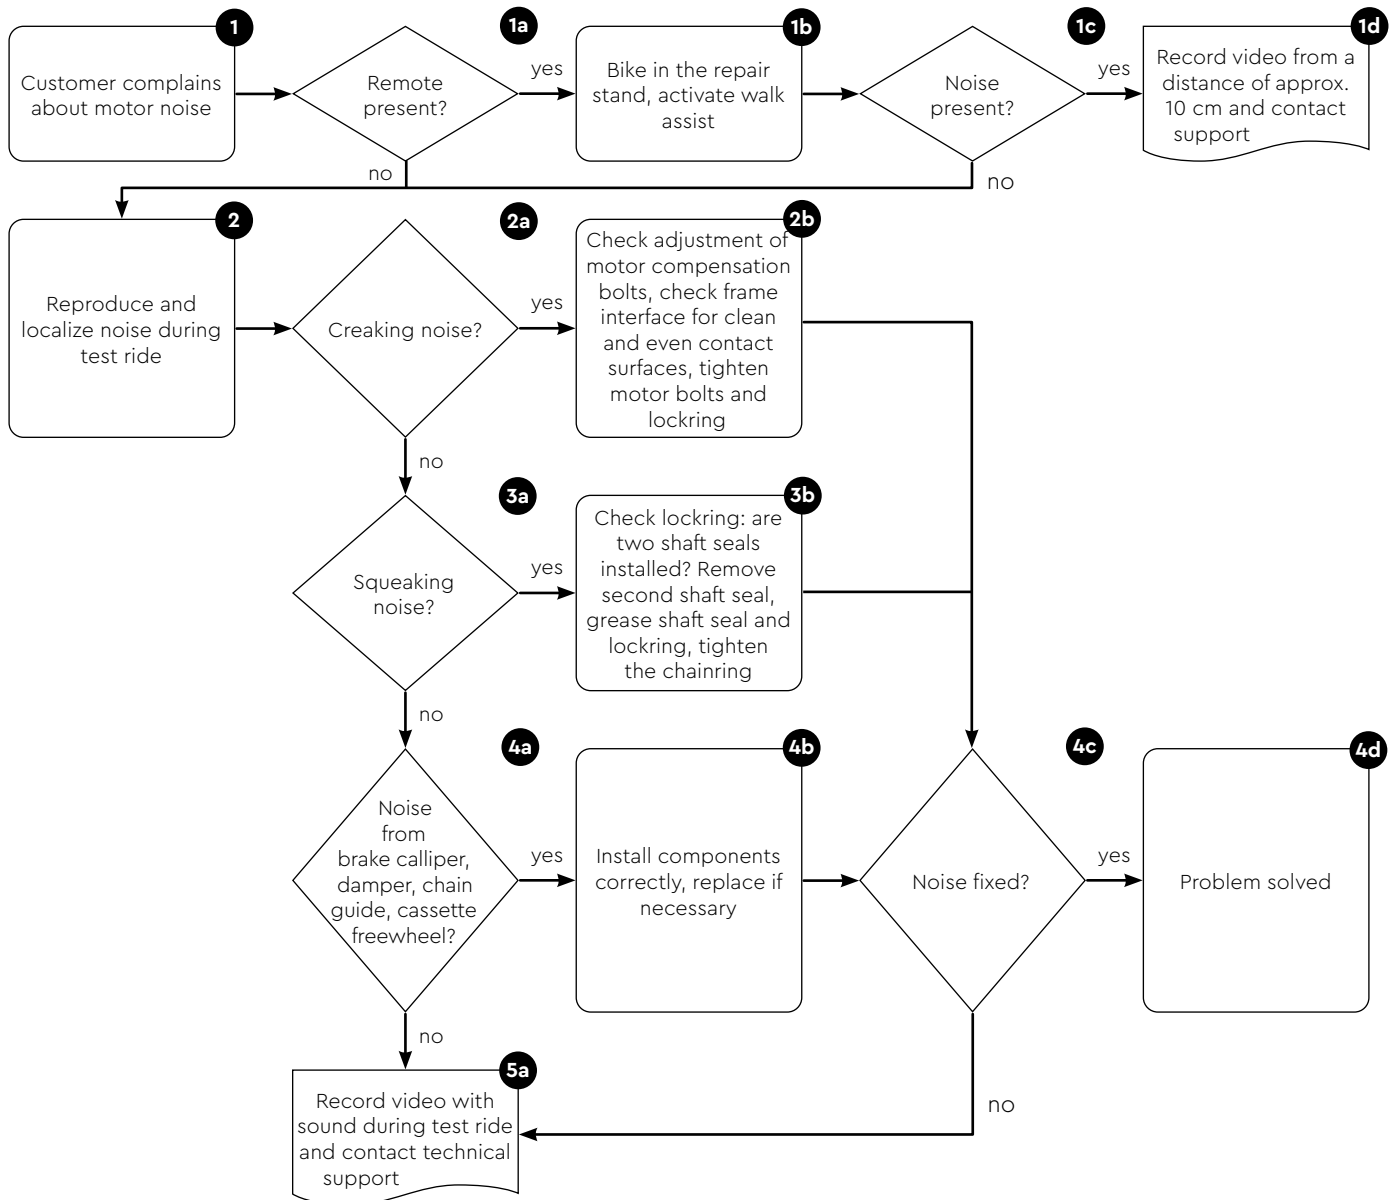 1
Customer complains
about motor noise
1a
Remote
present?
yes
no
1b
Bike in the repair
stand, activate walk
assist
1c
Noise
present?
yes
no
1d
Record video from a
distance of approx.
10 cm and contact
support
2
Reproduce and
localize noise during
test ride
2a
Creaking noise?
yes
no
2b
Check adjustment of
motor compensation
bolts, check frame
interface for clean
and even contact
surfaces, tighten
motor bolts and
lockring
3a
Squeaking
noise?
yes
no
3b
Check lockring: are
two shaft seals
installed? Remove
second shaft seal,
grease shaft seal and
lockring, tighten
the chainring
4a
Noise
from
brake calliper,
damper, chain
guide, cassette
freewheel?
yes
no
4b
Install components
correctly, replace if
necessary
4c
Noise fixed?
yes
no
4d
Problem solved
5a
Record video with
sound during test ride
and contact technical
support